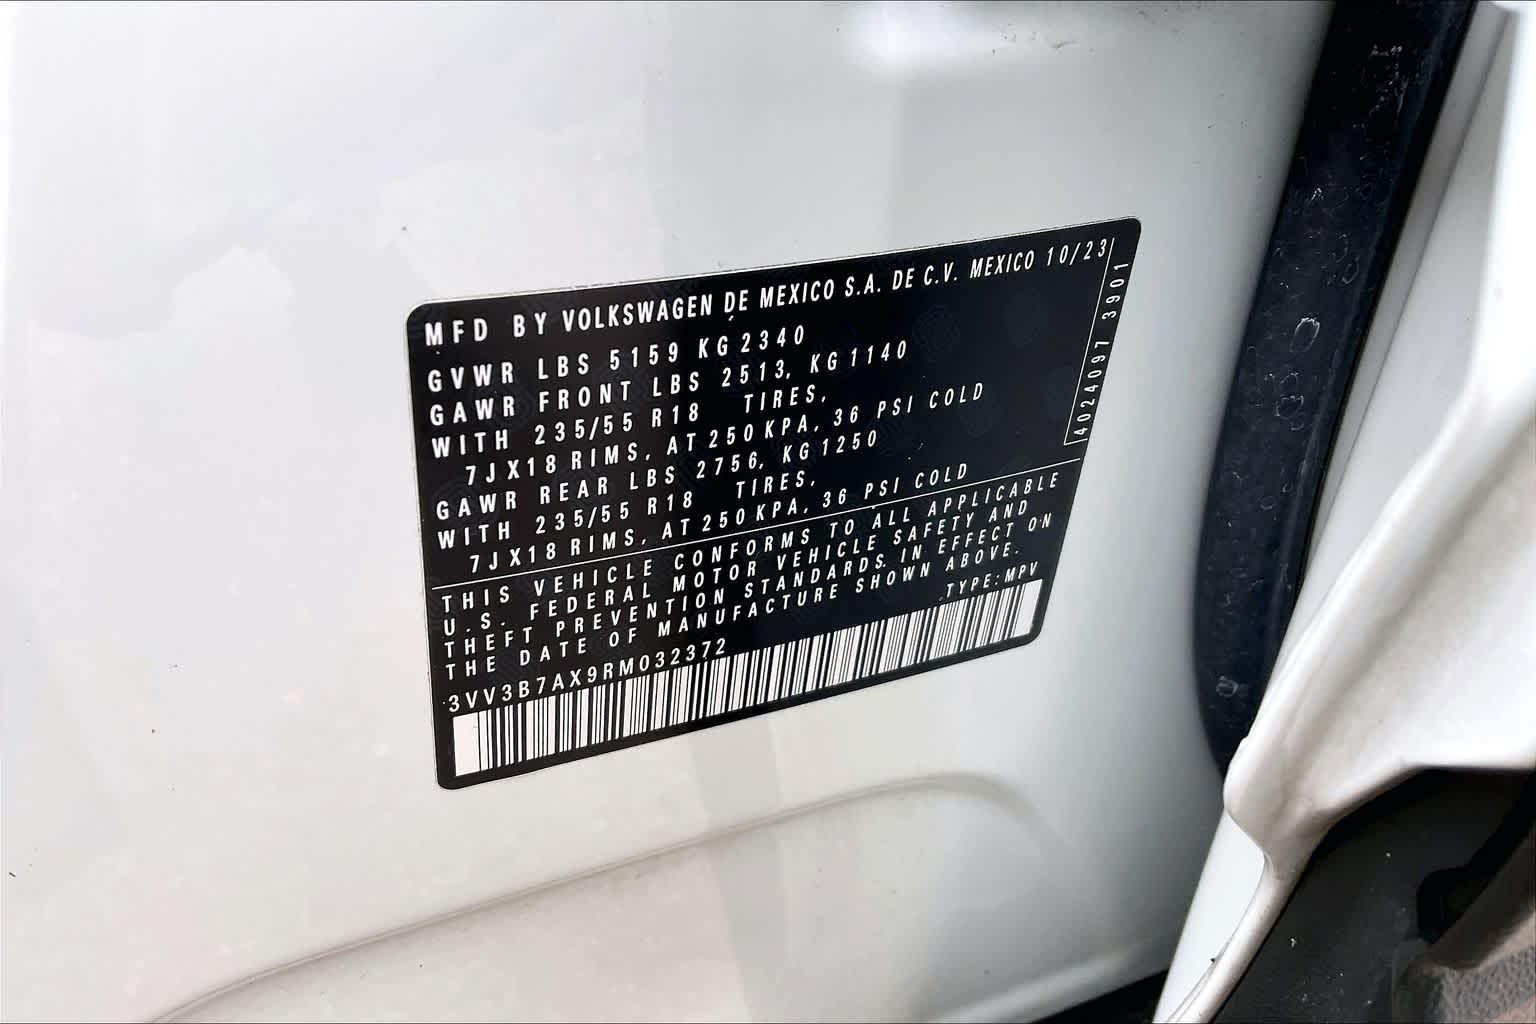 MFD BY VOLKSWAGEN DE MEXICO S.A. DE C.V. MEXICO 10/23
GVWR LBS 5159 KG 2340
GAWR FRONT LBS 2513, KG 1140
WITH 235/55 R18 TIRES,
7JX18 RIMS, AT 250 KPA, 36 PSI COLD
GAWR REAR LBS 2756, KG 1250
WITH 235/55 R18 TIRES,
7JX18 RIMS, AT 250 KPA, 36 PSI COLD
4024097 3901
THIS VEHICLE CONFORMS TO ALL APPLICABLE
U.S. FEDERAL MOTOR VEHICLE SAFETY AND
THEFT PREVENTION STANDARDS IN EFFECT ON
THE DATE OF MANUFACTURE SHOWN ABOVE.
3VV3B7AX9RM032372 TYPE: MPV